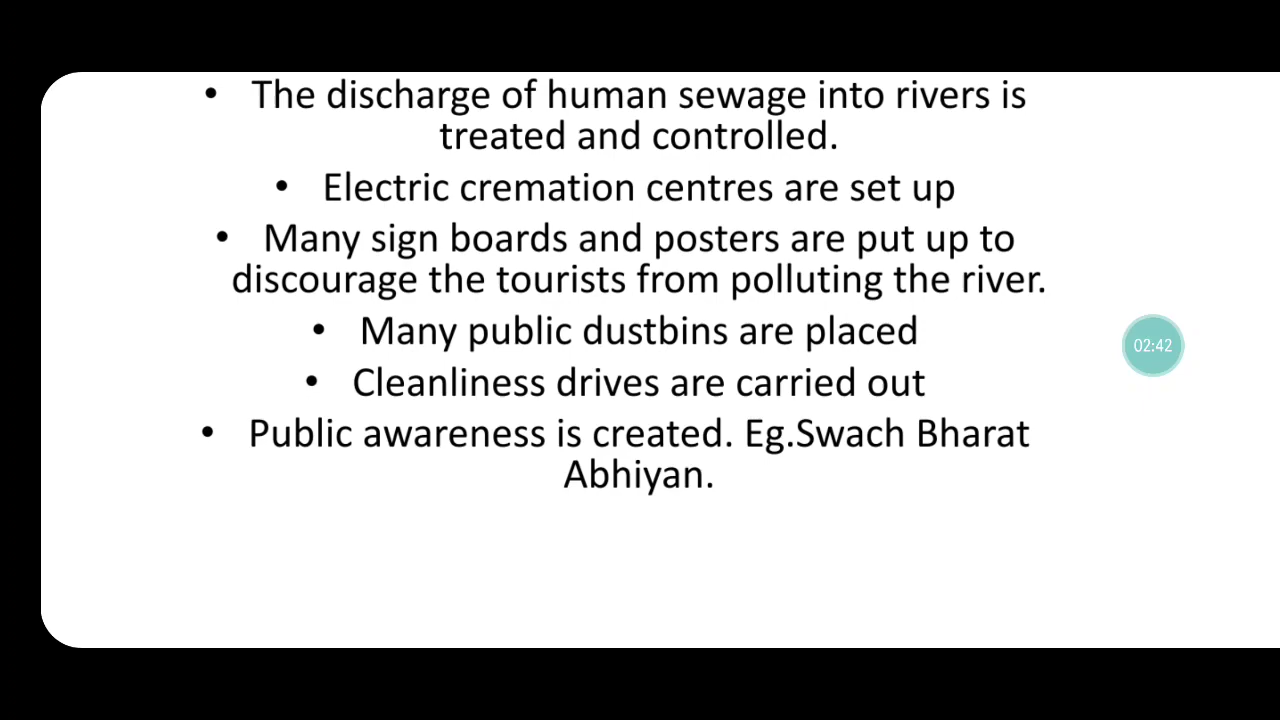 • The discharge of human sewage into rivers is
treated and controlled.
• Electric cremation centres are set up
• Many sign boards and posters are put up to
discourage the tourists from polluting the river.
• Many public dustbins are placed
02:42
• Cleanliness drives are carried out
• Public awareness is created. Eg.Swach Bharat
Abhiyan.